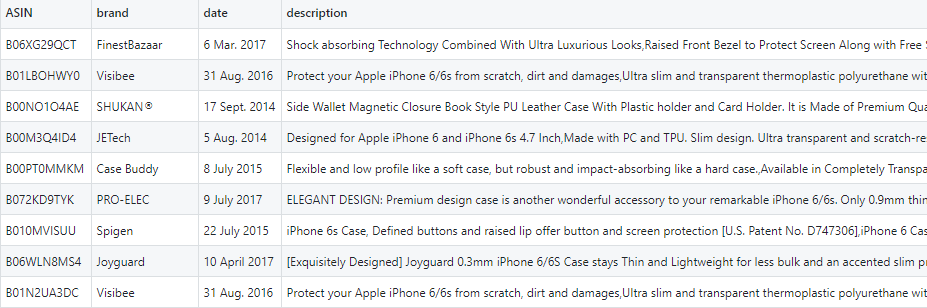 ASIN brand date description
B06XG29QCT FinestBazaar 6 Mar. 2017 Shock absorbing Technology Combined With Ultra Luxurious Looks,Raised Front Bezel to Protect Screen Along with Free
B01LBOHWY0 Visibee 31 Aug. 2016 Protect your Apple iPhone 6/6s from scratch, dirt and damages,Ultra slim and transparent thermoplastic polyurethane
B00NO1O4AE SHUKAN® 17 Sept. 2014 Side Wallet Magnetic Closure Book Style PU Leather Case With Plastic holder and Card Holder. It is Made of Premium
B00M3Q4ID4 JETech 5 Aug. 2014 Designed for Apple iPhone 6 and iPhone 6s 4.7 Inch,Made with PC and TPU. Slim design. Ultra transparent and
B00PT0MMKM Case Buddy 8 July 2015 Flexible and low profile like a soft case, but robust and impact-absorbing like a hard case.,Available in Completely
B072KD9TYK PRO-ELEC 9 July 2017 ELEGANT DESIGN: Premium design case is another wonderful accessory to your remarkable iPhone 6/6s. Only 0.9mm
B010MVISUU Spigen 22 July 2015 iPhone 6s Case, Defined buttons and raised lip offer button and screen protection [U.S. Patent No. D747306],iPhone 6
B06WLN8MS4 Joyguard 10 April 2017 [Exquisitely Designed] Joyguard 0.3mm iPhone 6/6S Case stays Thin and Lightweight for less bulk and an accented slim
B01N2UA3DC Visibee 31 Aug. 2016 Protect your Apple iPhone 6/6s from scratch, dirt and damages,Ultra slim and transparent thermoplastic polyurethane